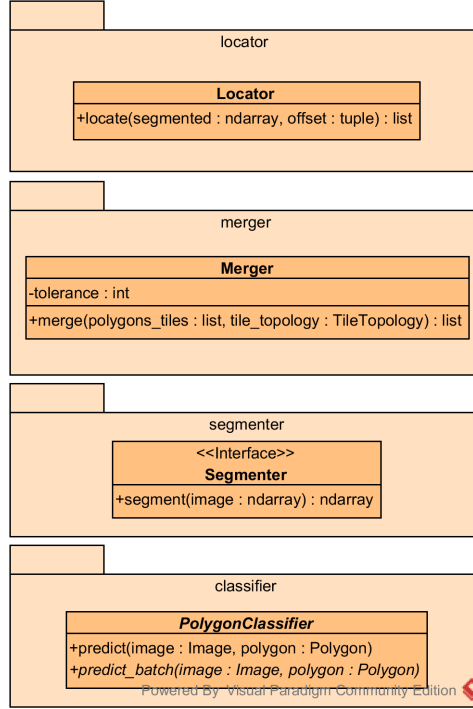 locator
Locator
+locate(segmented : ndarray, offset : tuple) : list
merger
Merger
-tolerance : int
+merge(polygons_tiles : list, tile_topology : TileTopology) : list
segmenter
<<Interface>>
Segmenter
+segment(image : ndarray) : ndarray
classifier
PolygonClassifier
+predict(image : Image, polygon : Polygon)
+predict_batch(image : Image, polygon : Polygon)
Powered By Visual Paradigm Community Edition